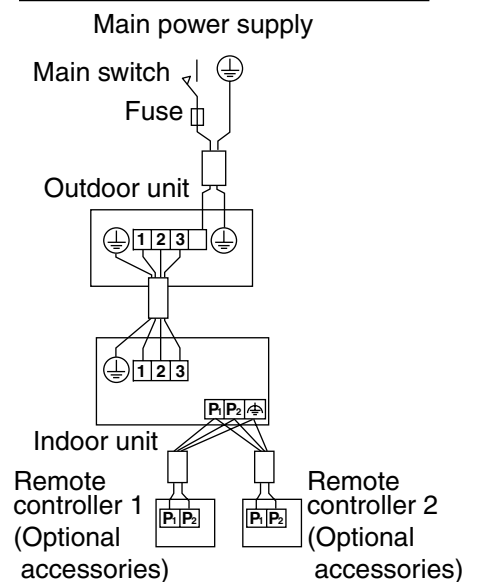 Main power supply
Main switch
Fuse
Outdoor unit
1 2 3
1 2 3
P₁ P₂
Indoor unit
Remote
controller 1
(Optional
accessories)
P₁ P₂
P₁ P₂
Remote
controller 2
(Optional
accessories)